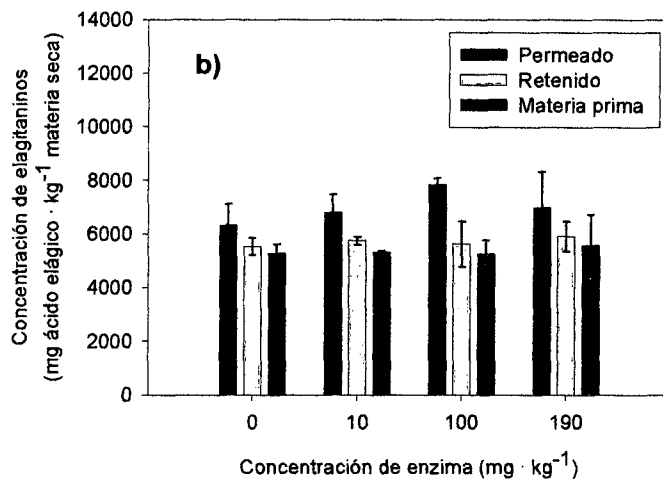 Concentración de elagitaninos
(mg ácido elágico · kg⁻¹ materia seca)
14000
12000
10000
8000
6000
4000
2000
0
b)
Permeado
Retenido
Materia prima
0 10 100 190
Concentración de enzima (mg · kg⁻¹)